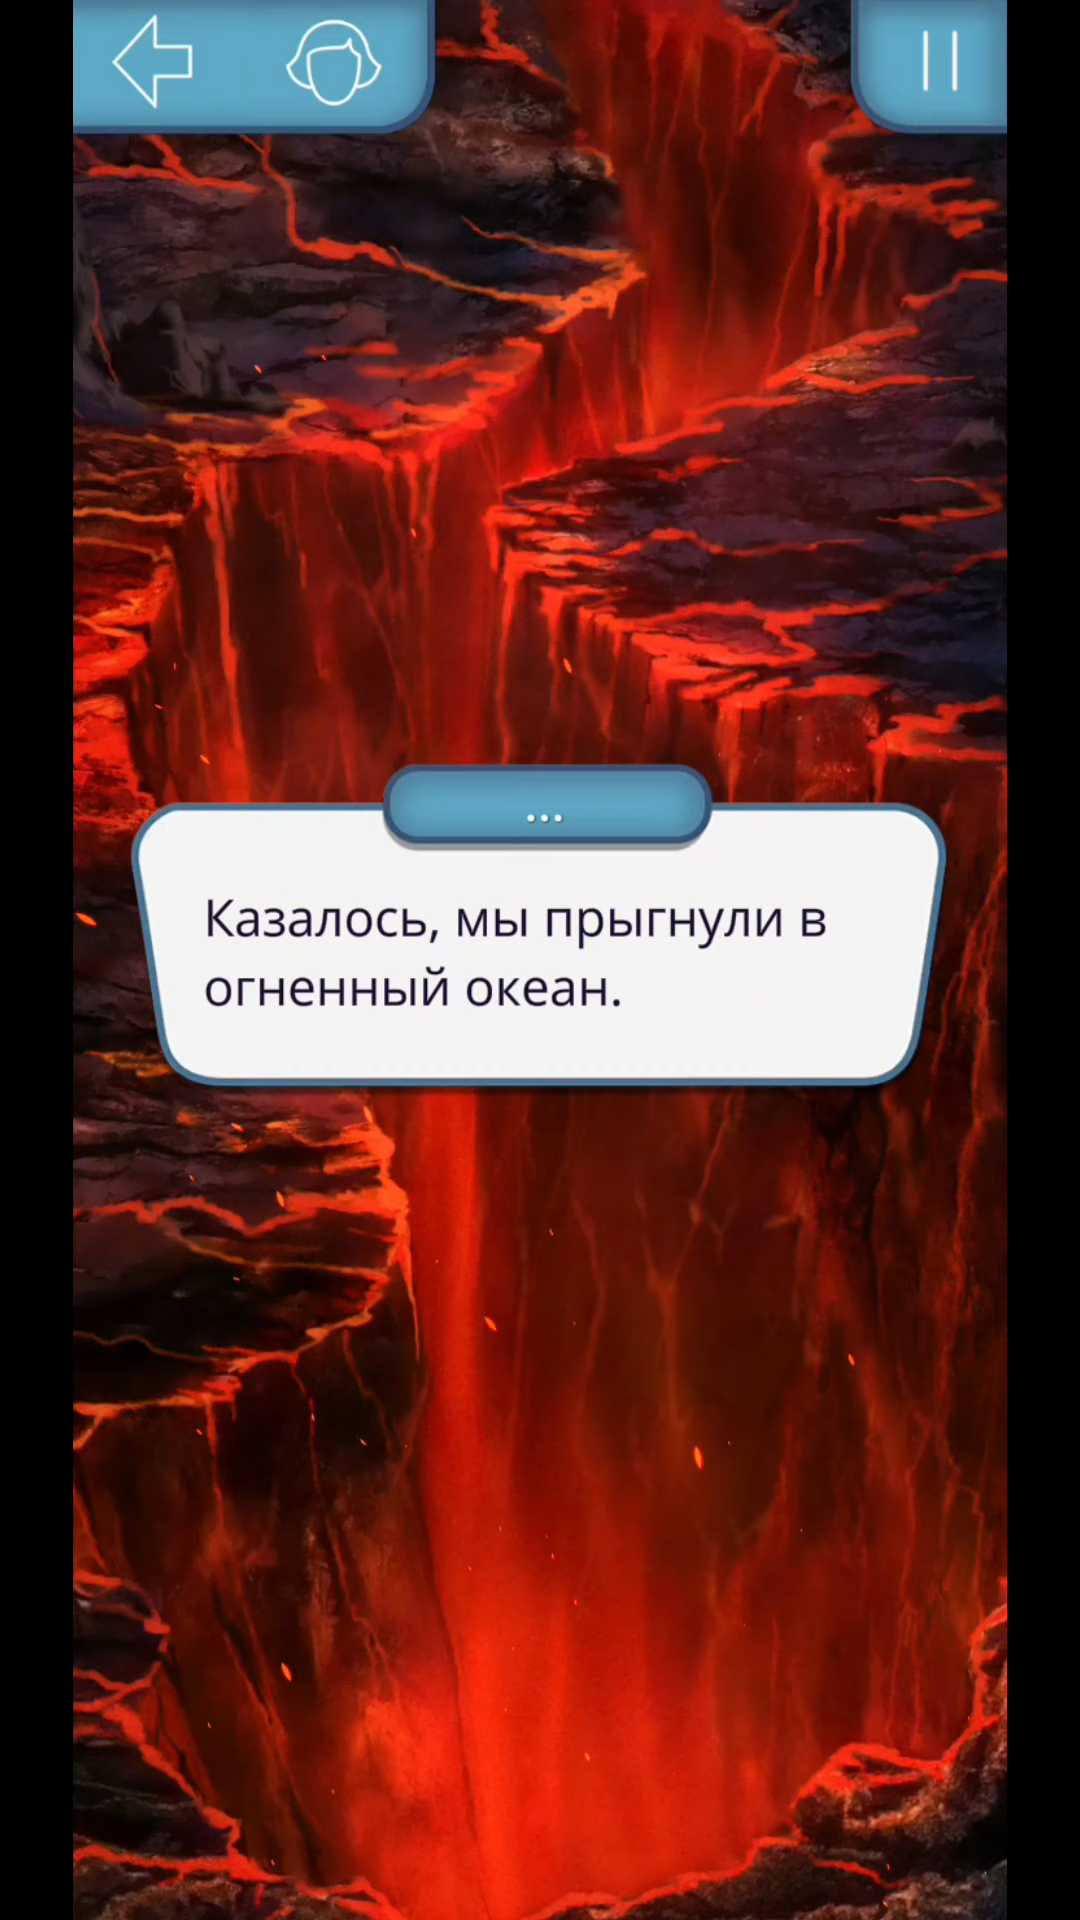 ...
Казалось, мы прыгнули в
огненный океан.